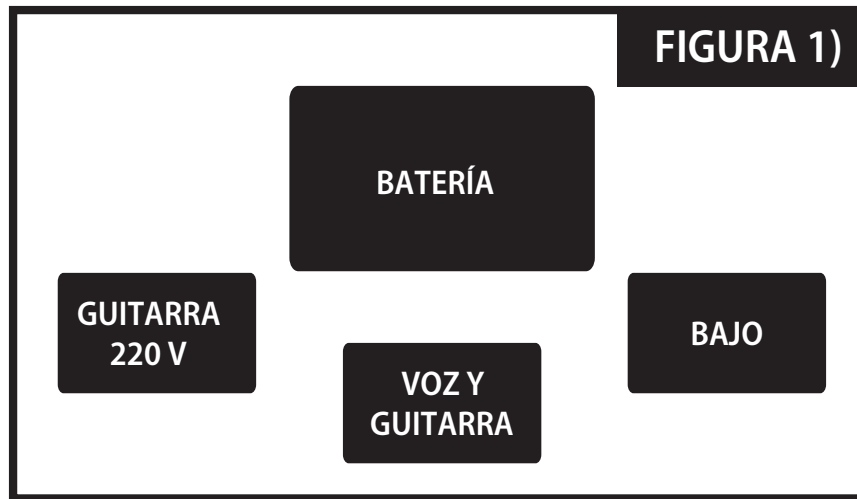 FIGURA 1)
BATERÍA
GUITARRA
220 V
VOZ Y
GUITARRA
BAJO